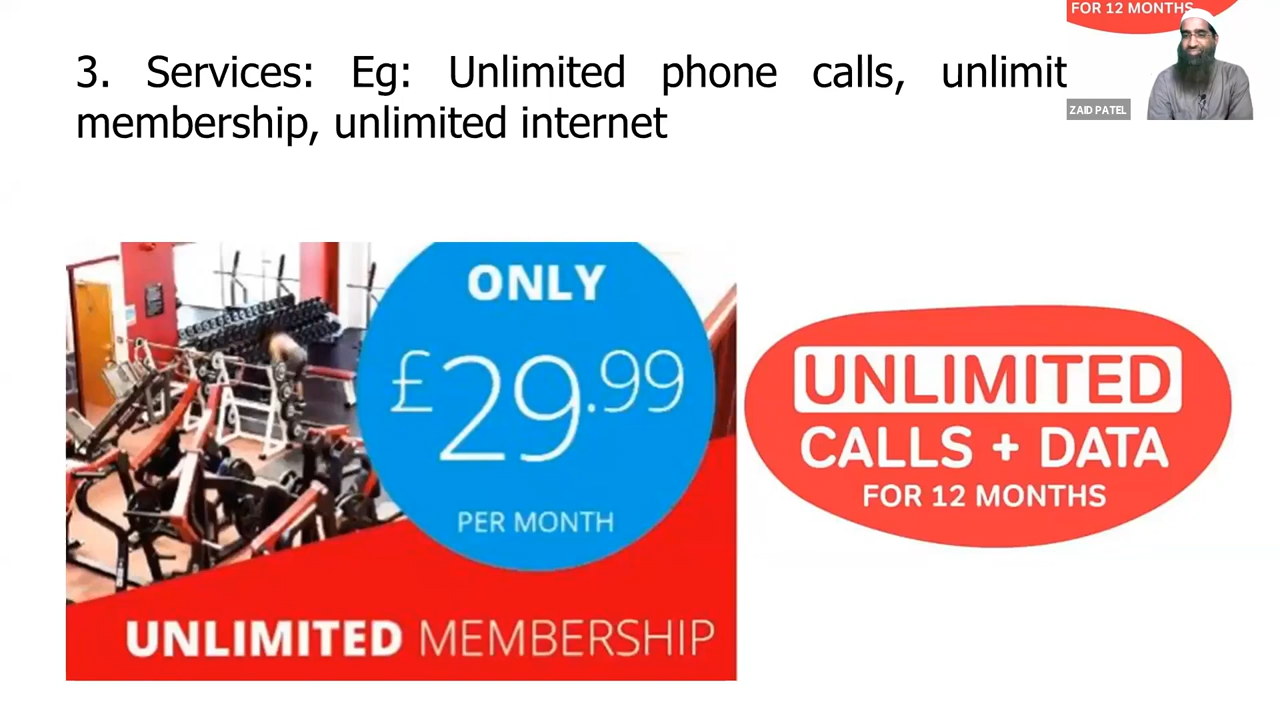 FOR 12 MONTHS
3. Services: Eg: Unlimited phone calls, unlimit
membership, unlimited internet
ZAID PATEL
ONLY
£29.99
PER MONTH
UNLIMITED MEMBERSHIP
UNLIMITED
CALLS + DATA
FOR 12 MONTHS